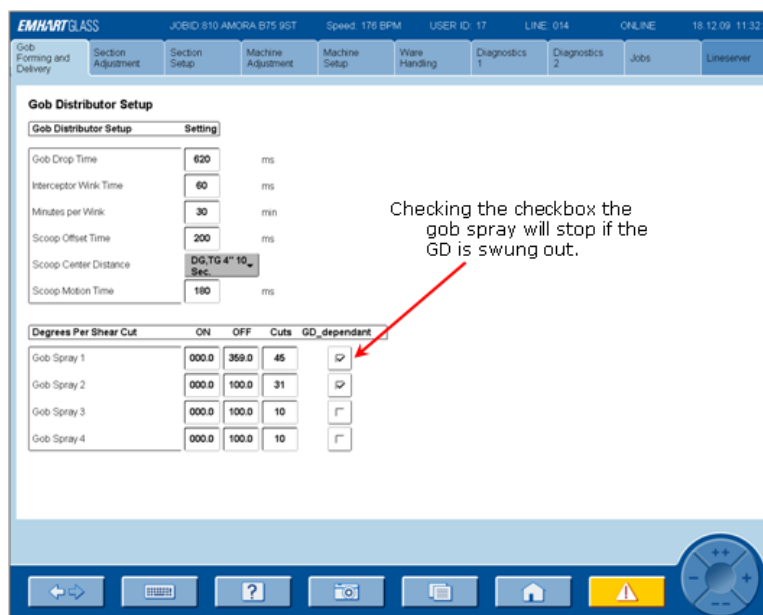 EMHARTGLASS JOBID:810 AMORA B75 9ST Speed: 176 BPM USER ID: 17 LINE: 014 ONLINE 18.12.09 11:32:
Gob Forming and Delivery
Section Adjustment
Section Setup
Machine Adjustment
Machine Setup
Ware Handling
Diagnostics 1
Diagnostics 2
Jobs
Lineserver
Gob Distributor Setup
Gob Distributor Setup Setting
Gob Drop Time 620 ms
Interceptor Wink Time 60 ms
Minutes per Wink 30 min
Scoop Offset Time 200 ms
Scoop Center Distance DG,TG 4" 10 Sec.
Scoop Motion Time 180 ms
Checking the checkbox the
gob spray will stop if the
GD is swung out.
Degrees Per Shear Cut ON OFF Cuts GD_dependant
Gob Spray 1 000.0 359.0 45
Gob Spray 2 000.0 100.0 31
Gob Spray 3 000.0 100.0 10
Gob Spray 4 000.0 100.0 10